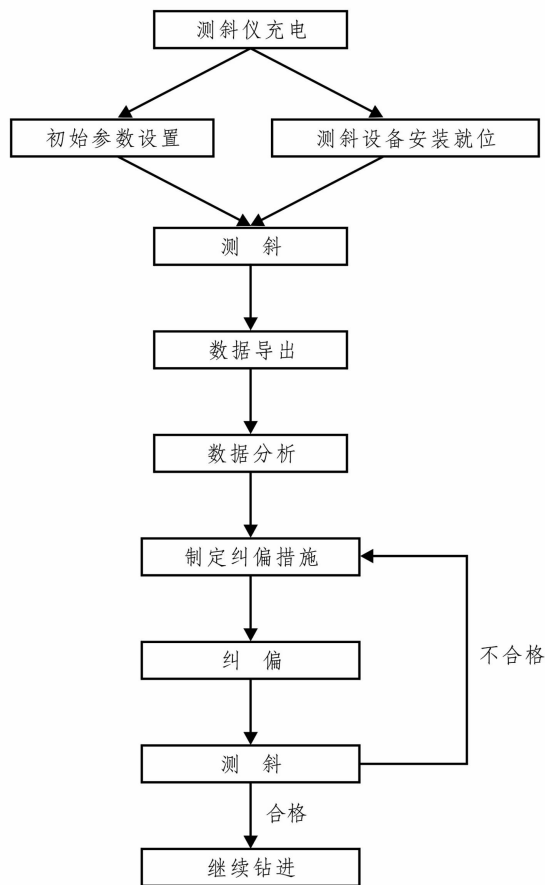 测斜仪充电
初始参数设置
测斜设备安装就位
测 斜
数据导出
数据分析
制定纠偏措施
纠 偏
不合格
测 斜
合格
继续钻进